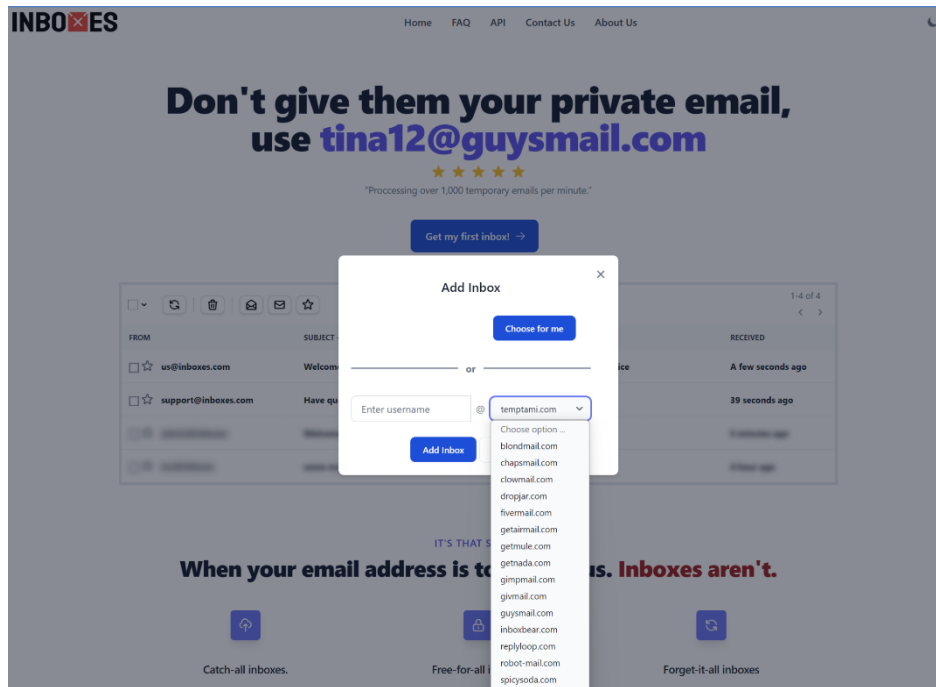 INBOXES
Home FAQ API Contact Us About Us
Don't give them your private email,
use tina12@guysmail.com
"Proccessing over 1,000 temporary emails per minute."
Get my first inbox! →
Add Inbox
Choose for me
or
Enter username @ temptami.com
Add Inbox
Choose option ...
blondmail.com
chapsmail.com
clowmail.com
dropjar.com
fivermail.com
getairmail.com
getmule.com
getnada.com
gimpmail.com
givmail.com
guysmail.com
inboxbear.com
replyloop.com
robot-mail.com
spicysoda.com
1-4 of 4
FROM SUBJECT RECEIVED
us@inboxes.com A few seconds ago
support@inboxes.com Have 39 seconds ago
IT'S THAT
When your email address is Inboxes aren't.
Catch-all inboxes. Free-for-all Forget-it-all inboxes